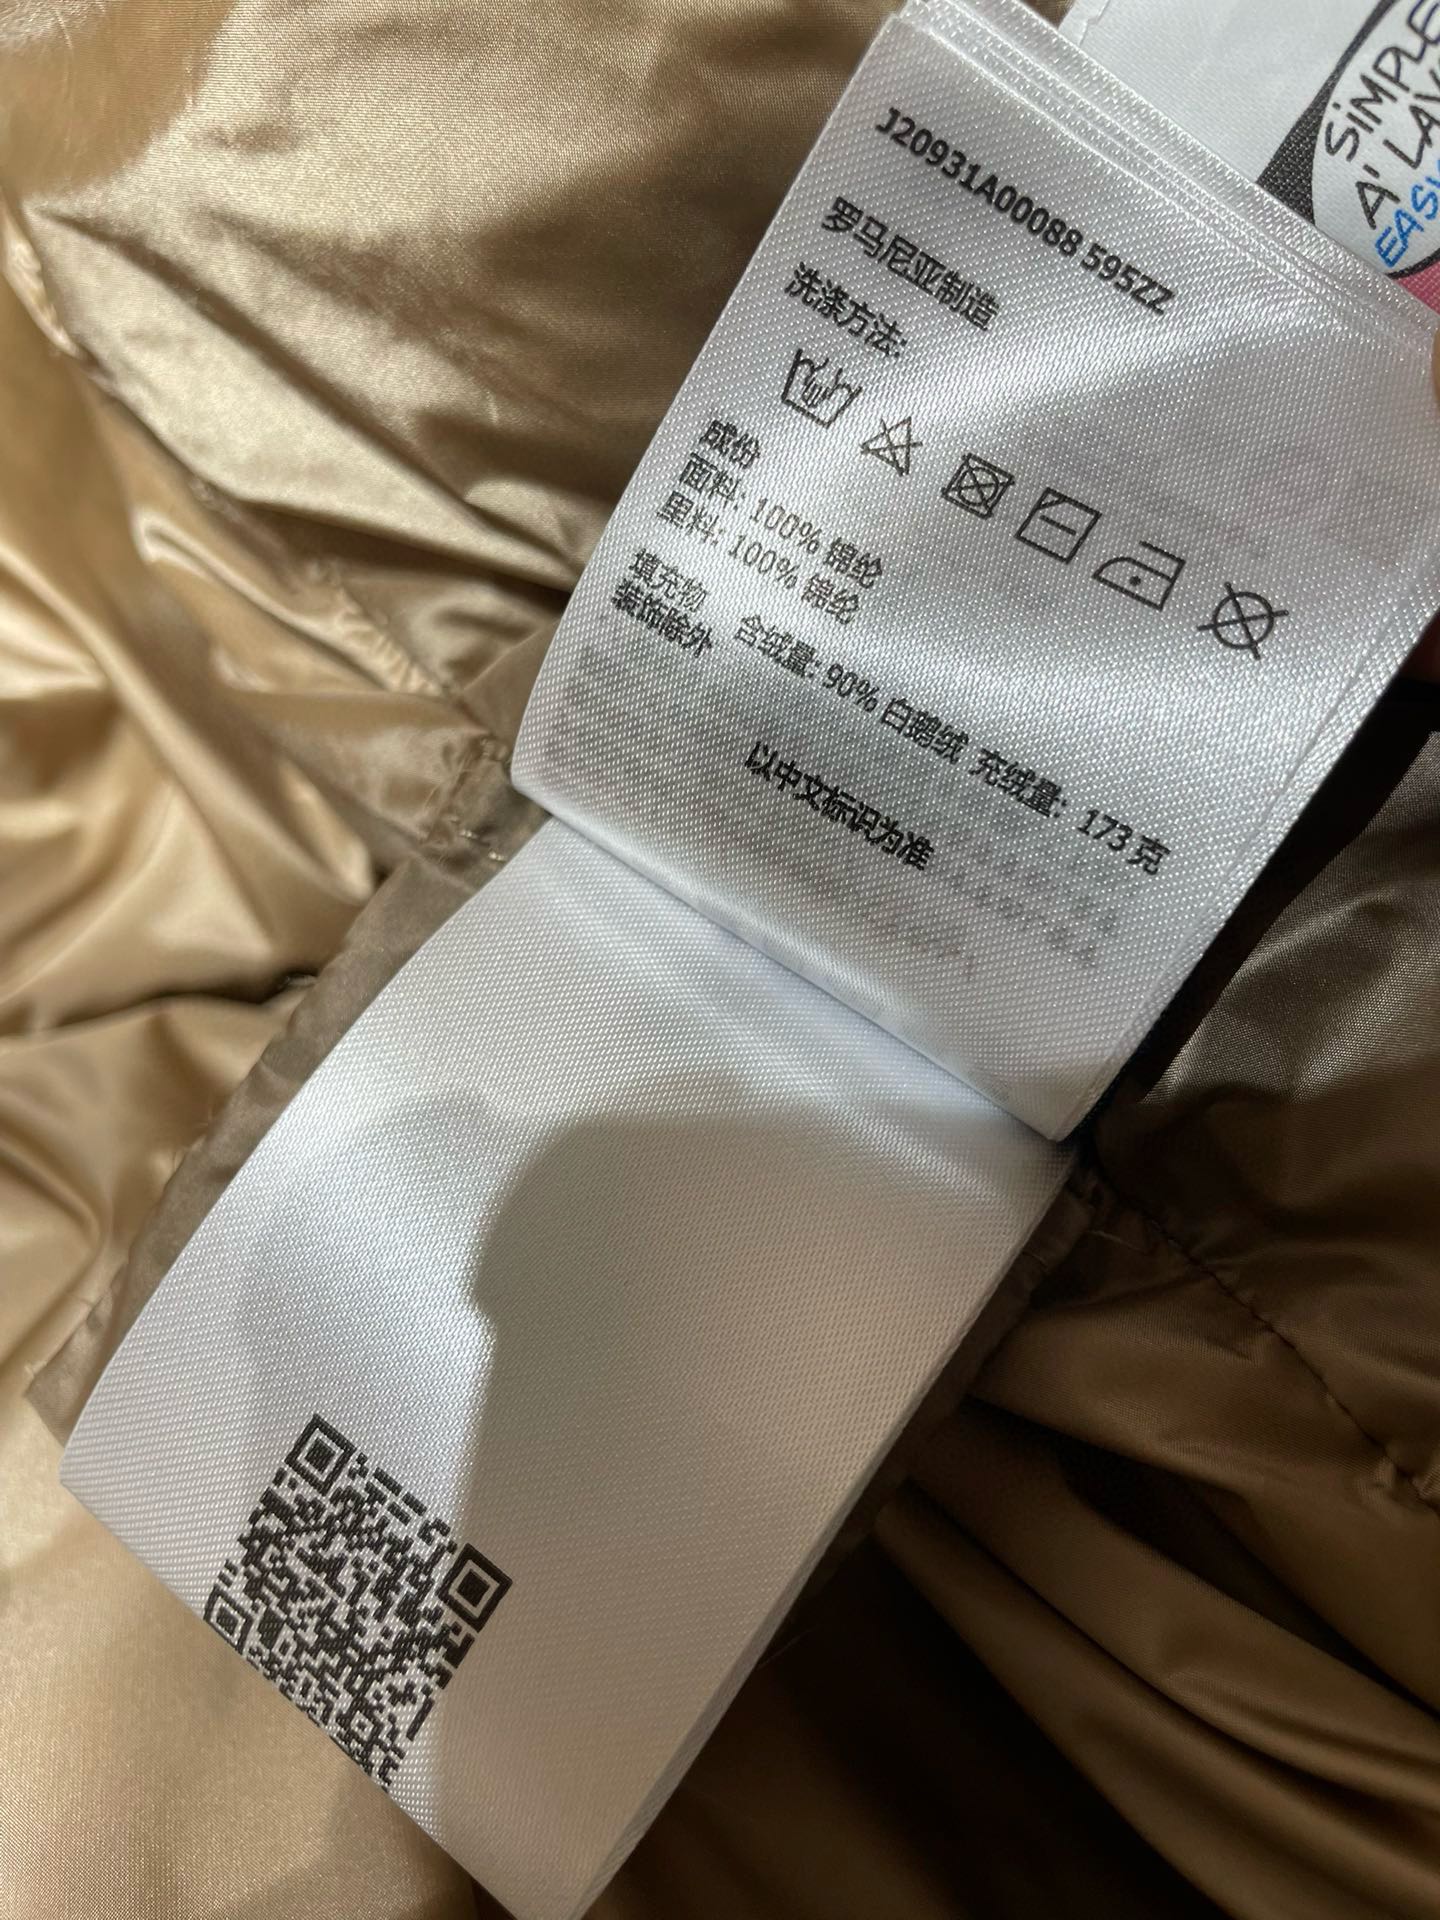 J20931A00088 595ZZ
罗马尼亚制造
洗涤方法:
成份
面料: 100% 锦纶
里料: 100% 锦纶
填充物 含绒量: 90% 白鹅绒 充绒量: 173 克
装饰除外
以中文标识为准
SiMPLE
A' LAY
EASY